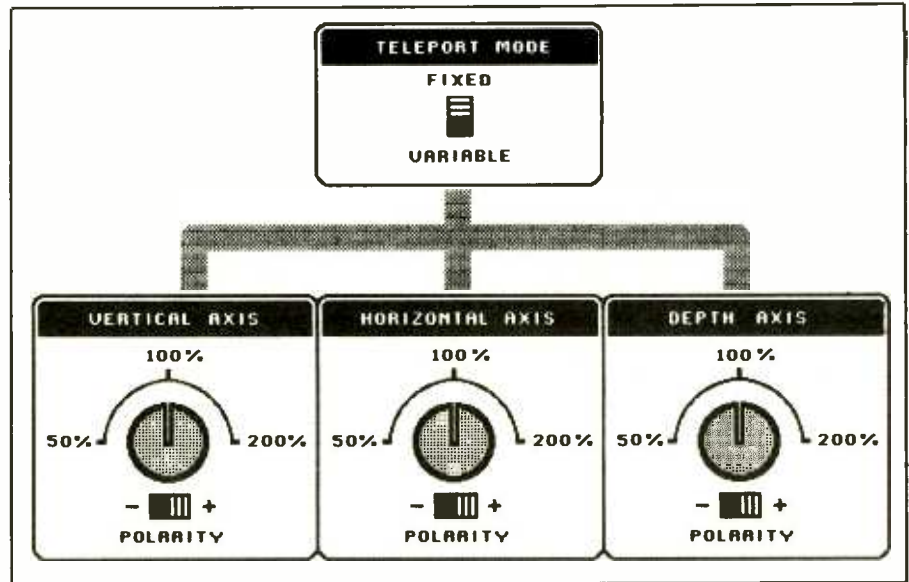 TELEPORT MODE
FIXED
VARIABLE
VERTICAL AXIS
100%
50%
200%
- +
POLARITY
HORIZONTAL AXIS
100%
50%
200%
- +
POLARITY
DEPTH AXIS
100%
50%
200%
- +
POLARITY